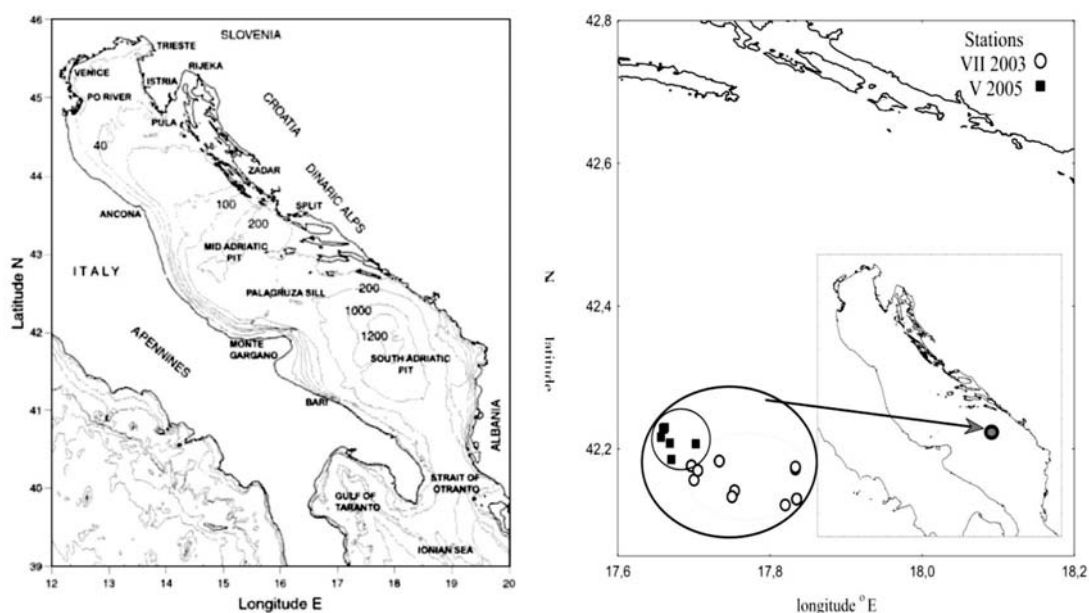 46
45
44
43
42
41
40
39
Latitude N
12
13
14
15
16
17
18
19
20
Longitude E
SLOVENIA
TRIESTE
VENICE
ISTRIA
RIJEKA
PO RIVER
PULA
CROATIA
40
ZADAR
DINARIC ALPS
100
ANCONA
SPLIT
200
MID ADRIATIC
PIT
ITALY
PALAGRUZA SILL
200
1000
1200
APENNINES
MONTE
GARGANO
SOUTH ADRIATIC
PIT
BARI
ALBANIA
STRAIT OF
OTRANTO
GULF OF
TARANTO
IONIAN SEA
42,8
42,6
42,4
42,2
42
N
latitude
Stations
VII 2003
V 2005
17,6
17,8
18,0
18,2
longitude ° E